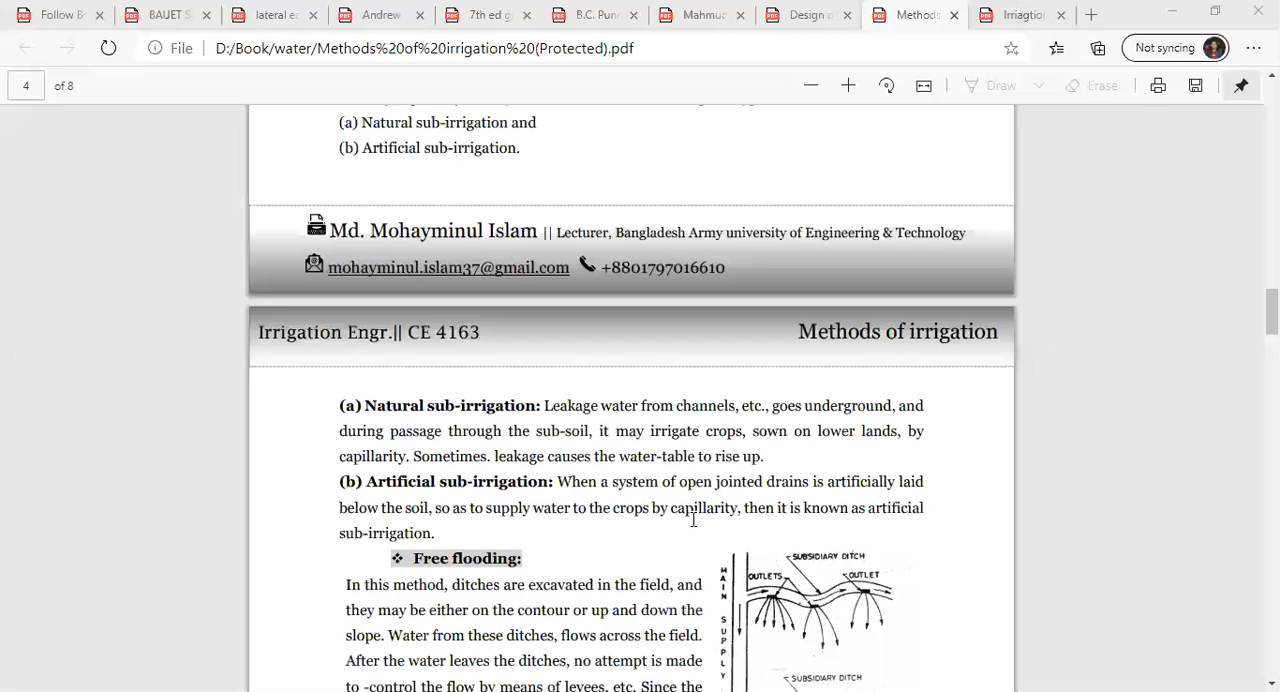 Follow B
BAUET S
lateral ea
Andrew
7th ed g
B.C. Pun
Mahmud
Design
Methods
Irriagtion
File
D:/Book/water/Methods%20of%20irrigation%20(Protected).pdf
Not syncing
4 of 8
Draw
Erase
(a) Natural sub-irrigation and
(b) Artificial sub-irrigation.
Md. Mohayminul Islam || Lecturer, Bangladesh Army university of Engineering & Technology
mohayminul.islam37@gmail.com +8801797016610
Irrigation Engr.|| CE 4163
Methods of irrigation
(a) Natural sub-irrigation: Leakage water from channels, etc., goes underground, and
during passage through the sub-soil, it may irrigate crops, sown on lower lands, by
capillarity. Sometimes. leakage causes the water-table to rise up.
(b) Artificial sub-irrigation: When a system of open jointed drains is artificially laid
below the soil, so as to supply water to the crops by capillarity, then it is known as artificial
sub-irrigation.
❖ Free flooding:
In this method, ditches are excavated in the field, and
they may be either on the contour or up and down the
slope. Water from these ditches, flows across the field.
After the water leaves the ditches, no attempt is made
to -control the flow by means of levees, etc. Since the
MAIN SUPPLY
SUBSIDIARY DITCH
OUTLETS
OUTLET
SUBSIDIARY DITCH